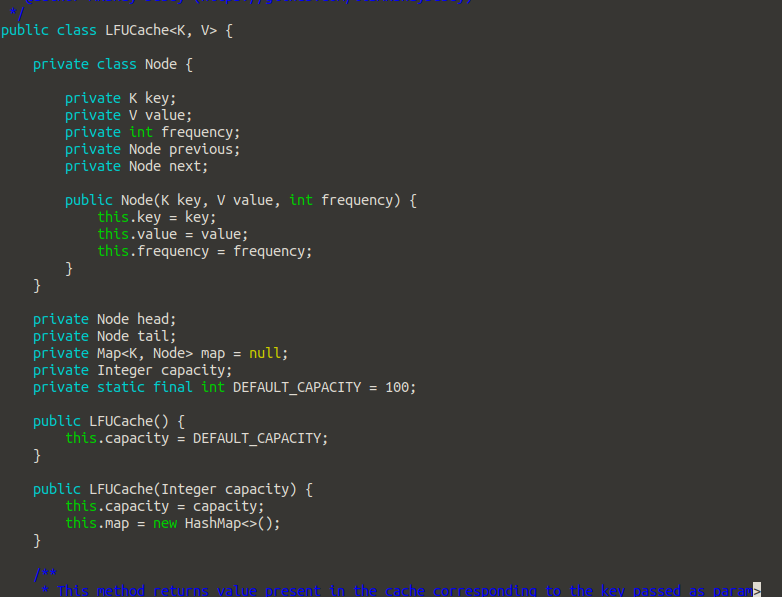 */
public class LFUCache<K, V> {
private class Node {
private K key;
private V value;
private int frequency;
private Node previous;
private Node next;
public Node(K key, V value, int frequency) {
this.key = key;
this.value = value;
this.frequency = frequency;
}
}
private Node head;
private Node tail;
private Map<K, Node> map = null;
private Integer capacity;
private static final int DEFAULT_CAPACITY = 100;
public LFUCache() {
this.capacity = DEFAULT_CAPACITY;
}
public LFUCache(Integer capacity) {
this.capacity = capacity;
this.map = new HashMap<>();
}
/**
* This method returns value present in the cache corresponding to the key passed as param>